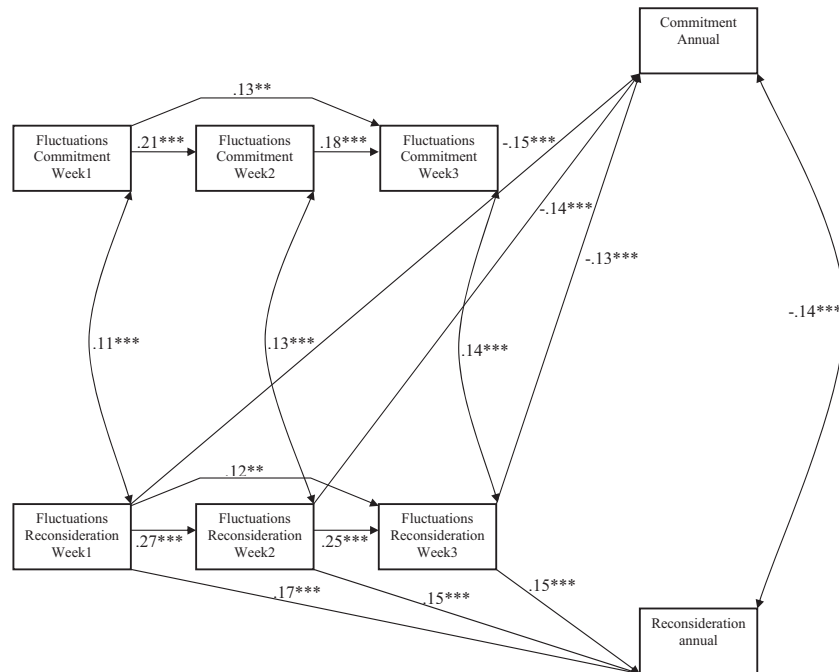 Commitment
Annual
.13**
Fluctuations
Commitment
Week1
.21***
Fluctuations
Commitment
Week2
.18***
Fluctuations
Commitment
Week3
-.15***
-.14***
-.13***
-.14***
.11***
.13***
.14***
.12**
Fluctuations
Reconsideration
Week1
.27***
Fluctuations
Reconsideration
Week2
.25***
Fluctuations
Reconsideration
Week3
.17***
.15***
.15***
Reconsideration
annual